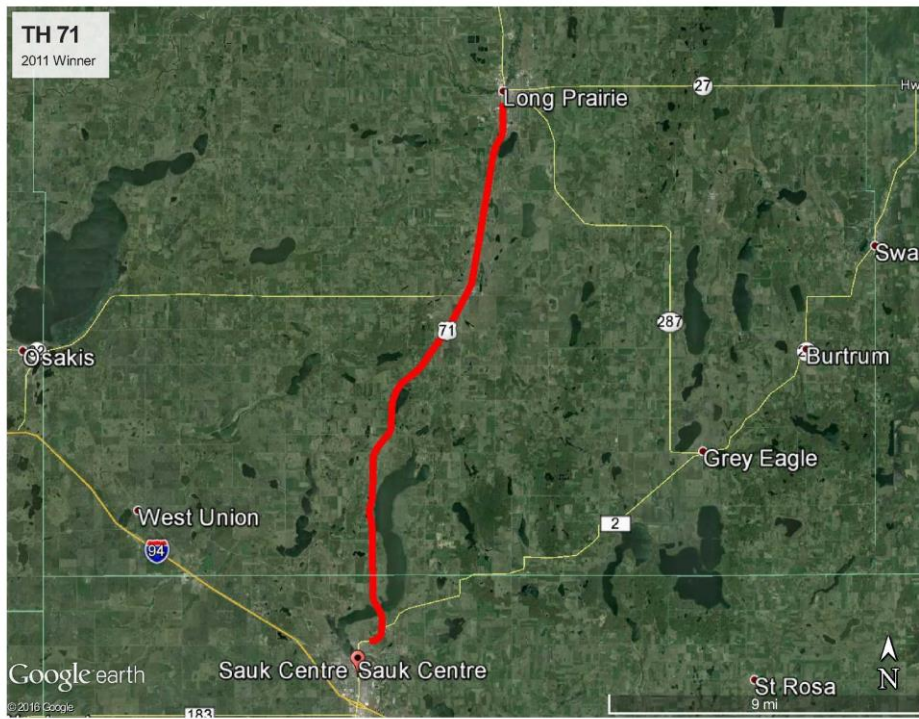 TH 71
2011 Winner
Long Prairie
27
Swa
71
287
Osakis
Burtrum
Grey Eagle
West Union
2
94
Sauk Centre
Sauk Centre
Google earth
N
St Rosa
© 2016 Google
183
9 mi